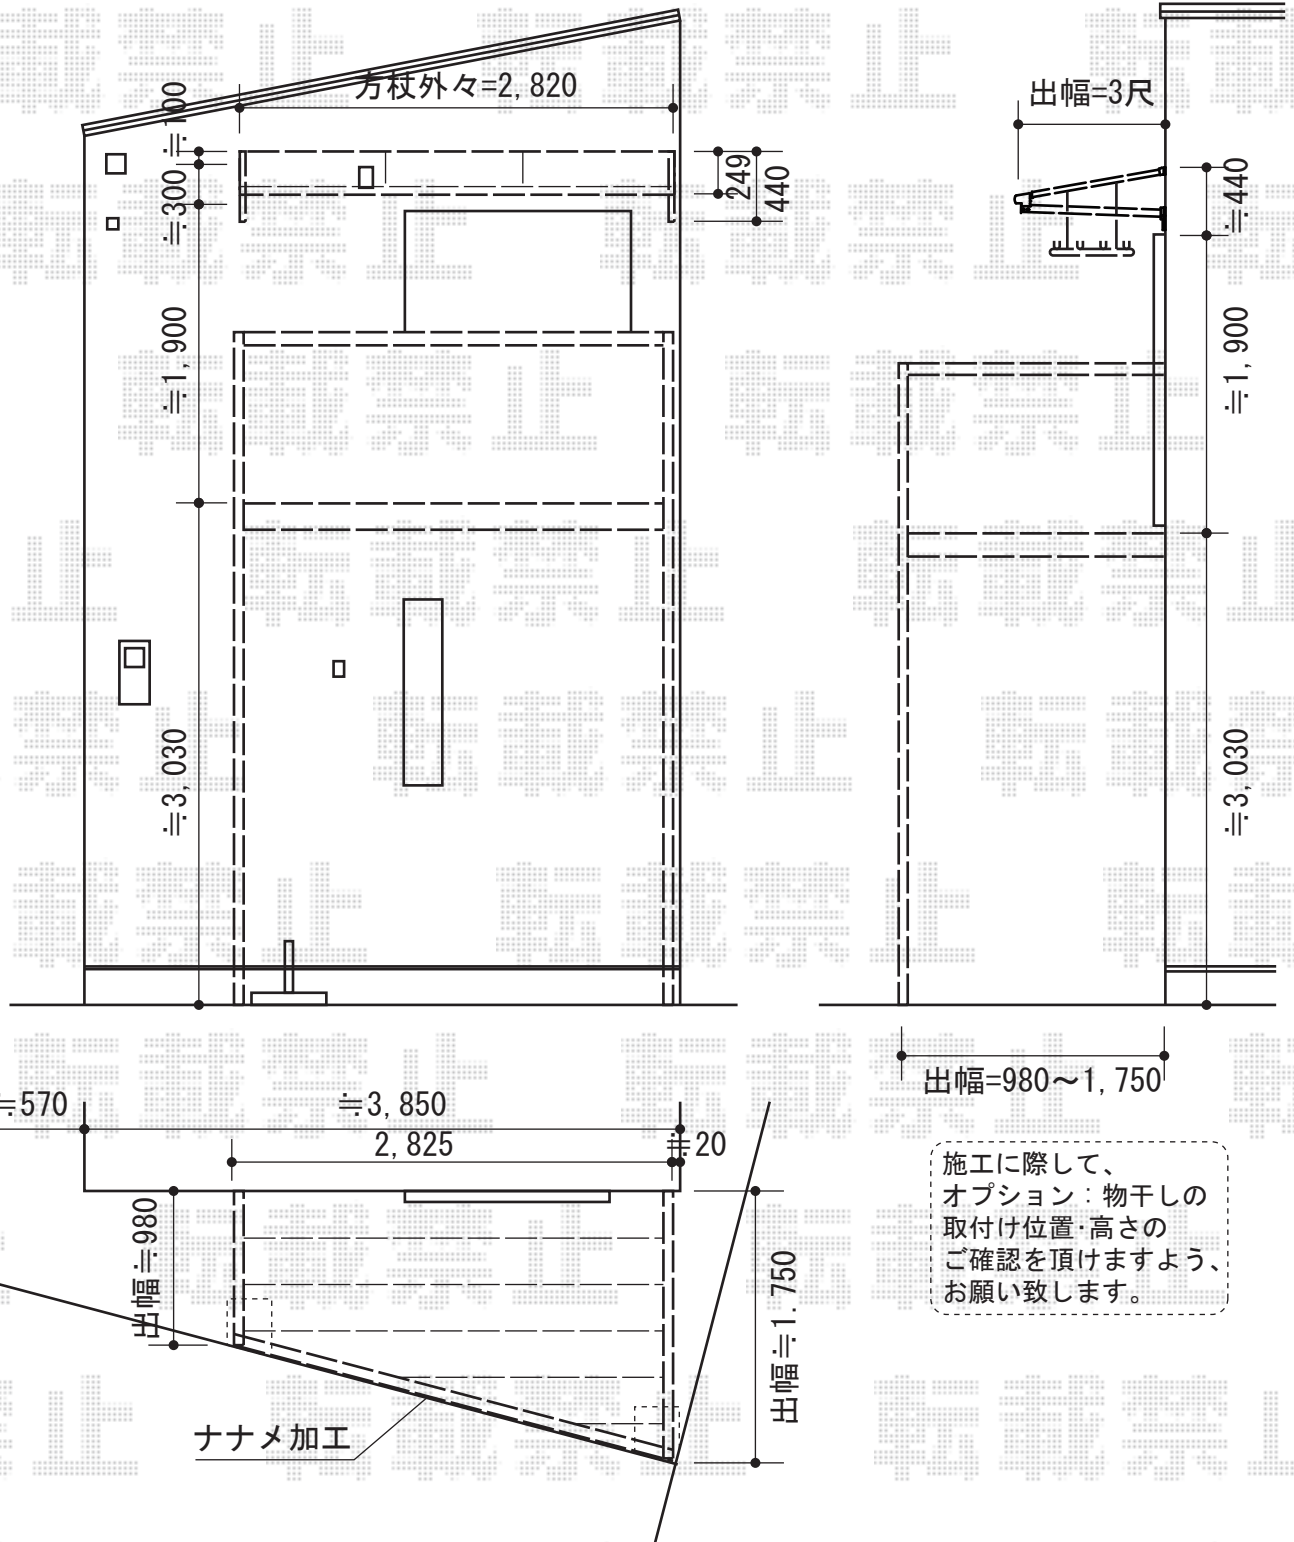 方杖外々=2,820
出幅=3尺
≒100
≒300
≒1,900
≒3,030
249
440
≒440
≒1,900
≒3,030
出幅=980～1,750
≒570
≒3,850
2,825
≒20
出幅≒980
出幅≒1.750
ナナメ加工
施工に際して、
オプション：物干しの
取付け位置・高さの
ご確認を頂けますよう、
お願い致します。
転載禁止